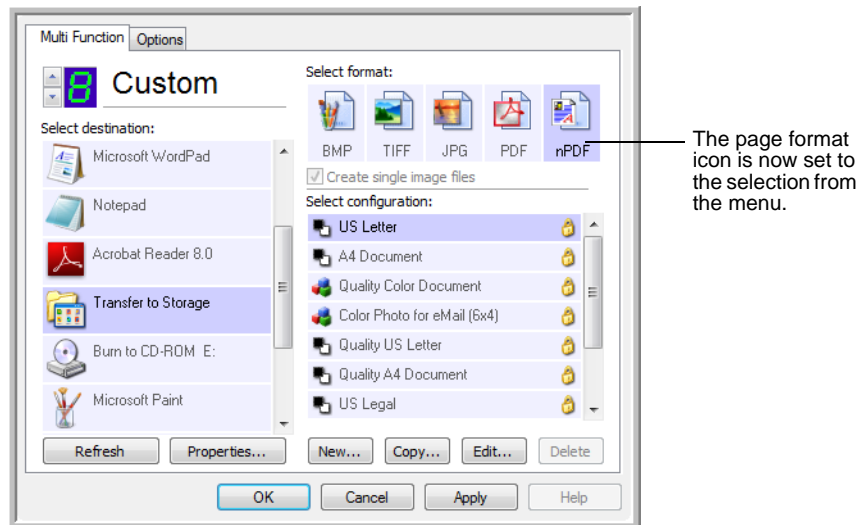 Multi Function
Options
8
Custom
Select destination:
Microsoft WordPad
Notepad
Acrobat Reader 8.0
Transfer to Storage
Burn to CD-ROM E:
Microsoft Paint
Refresh
Properties...
Select format:
BMP
TIFF
JPG
PDF
nPDF
Create single image files
Select configuration:
US Letter
A4 Document
Quality Color Document
Color Photo for eMail (6x4)
Quality US Letter
Quality A4 Document
US Legal
New...
Copy...
Edit...
Delete
OK
Cancel
Apply
Help
The page format
icon is now set to
the selection from
the menu.